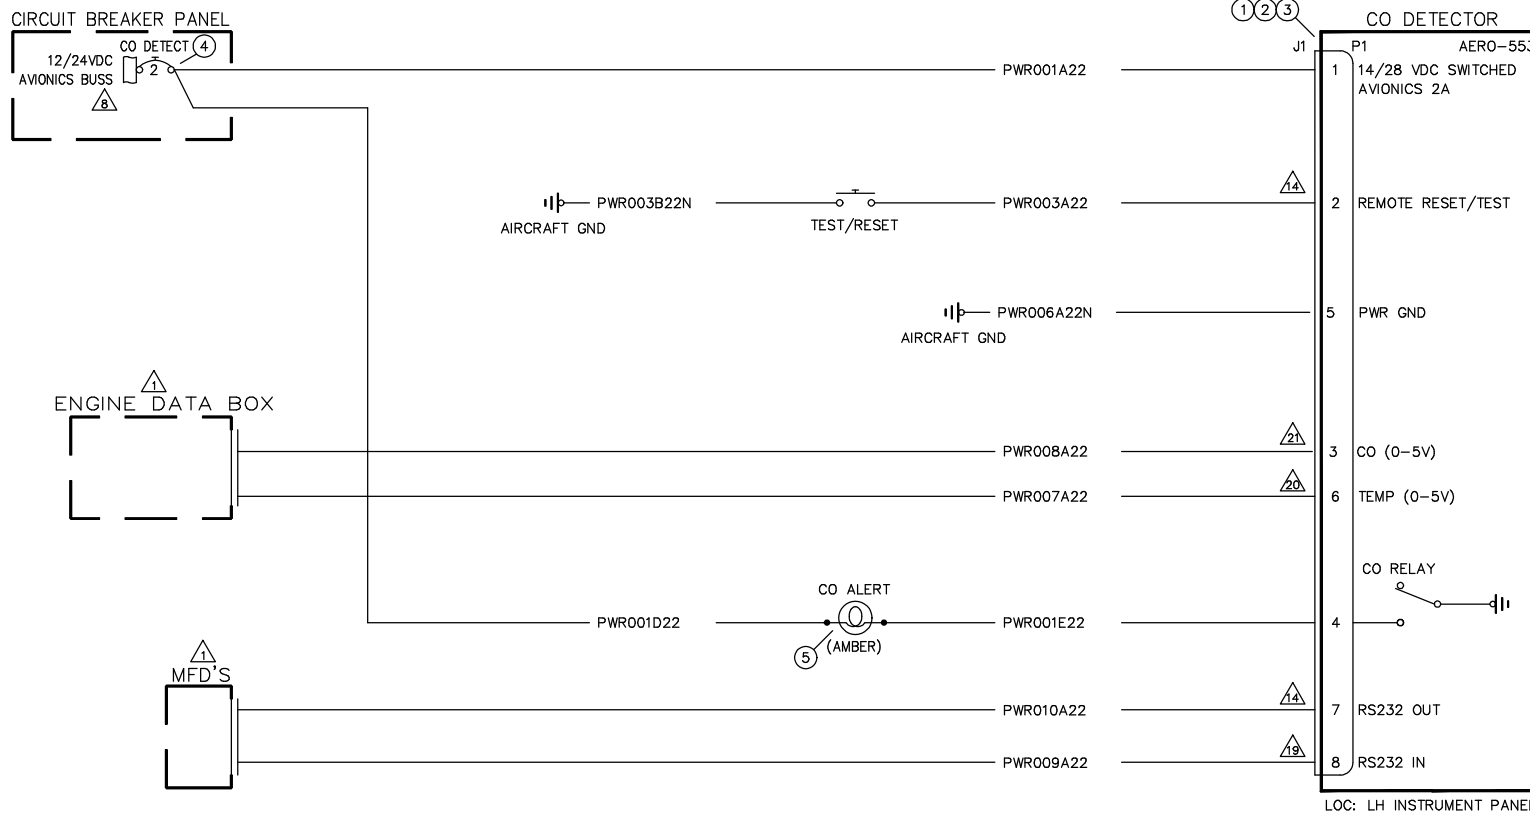 CIRCUIT BREAKER PANEL
CO DETECT 4
12/24VDC
AVIONICS BUSS
2
8
1 2 3
CO DETECTOR
J1 P1 AERO-553
PWR001A22 1 14/28 VDC SWITCHED
AVIONICS 2A
14
PWR003B22N PWR003A22 2 REMOTE RESET/TEST
AIRCRAFT GND TEST/RESET
PWR006A22N 5 PWR GND
AIRCRAFT GND
1
ENGINE DATA BOX
21
PWR008A22 3 CO (0-5V)
20
PWR007A22 6 TEMP (0-5V)
CO RELAY
CO ALERT
PWR001D22 PWR001E22 4
5 (AMBER)
1
MFD'S
14
PWR010A22 7 RS232 OUT
19
PWR009A22 8 RS232 IN
LOC: LH INSTRUMENT PANEL